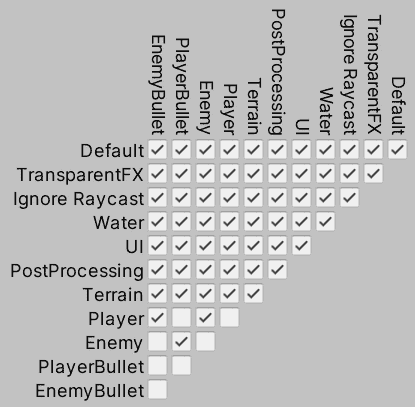 EnemyBullet
PlayerBullet
Enemy
Player
Terrain
PostProcessing
UI
Water
Ignore Raycast
TransparentFX
Default
Default
TransparentFX
Ignore Raycast
Water
UI
PostProcessing
Terrain
Player
Enemy
PlayerBullet
EnemyBullet